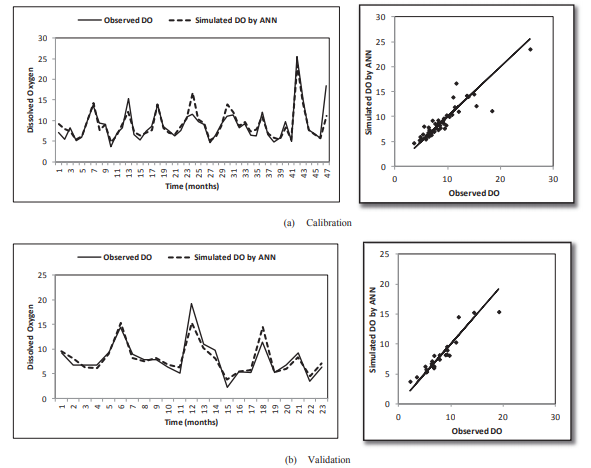 Observed DO
Simulated DO by ANN
Dissolved Oxygen
30
25
20
15
10
5
0
1 3 5 7 9 11 13 15 17 19 21 23 25 27 29 31 33 35 37 39 41 43 45 47
Time (months)
Simulated DO by ANN
30
25
20
15
10
5
0
0 10 20 30
Observed DO
(a) Calibration
Observed DO
Simulated DO by ANN
Dissolved Oxygen
25
20
15
10
5
0
1 2 3 4 5 6 7 8 9 10 11 12 13 14 15 16 17 18 19 20 21 22 23
Time (months)
Simulated DO by ANN
25
20
15
10
5
0
0 10 20 30
Observed DO
(b) Validation